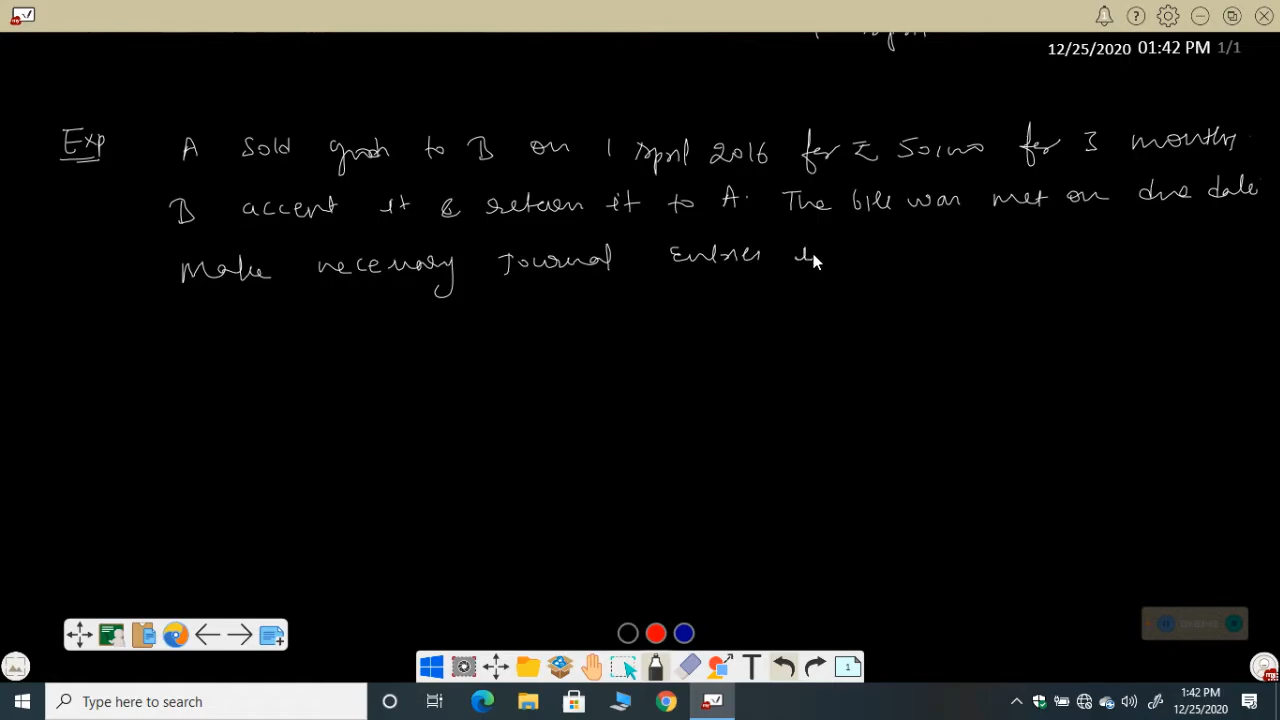 12/25/2020 01:42 PM 1/1
Exp A Sold goods to B on 1 April 2016 for ₹ 50,000 for 3 months.
B accept it & return it to A. The bill was met on due date
Make necessary Journal Entries
1
Type here to search
1:42 PM
12/25/2020